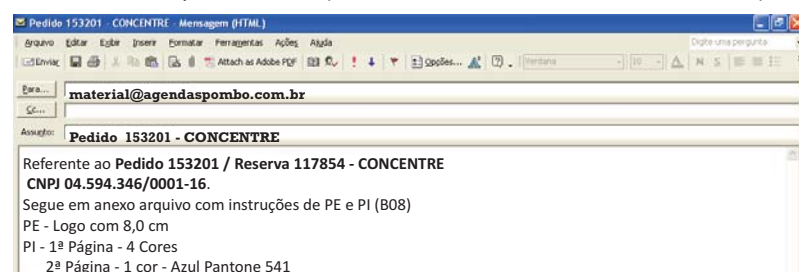 Pedido 153201 - CONCENTRE - Mensagem (HTML)
Arquivo Editar Exibir Inserir Formatar Ferramentas Ações Ajuda Digite uma pergunta
Enviar Attach as Adobe PDF Opções... Verdana 10 A N S
Para... material@agendaspombo.com.br
Cc...
Assunto: Pedido 153201 - CONCENTRE
Referente ao Pedido 153201 / Reserva 117854 - CONCENTRE
CNPJ 04.594.346/0001-16.
Segue em anexo arquivo com instruções de PE e PI (B08)
PE - Logo com 8,0 cm
PI - 1ª Página - 4 Cores
2ª Página - 1 cor - Azul Pantone 541